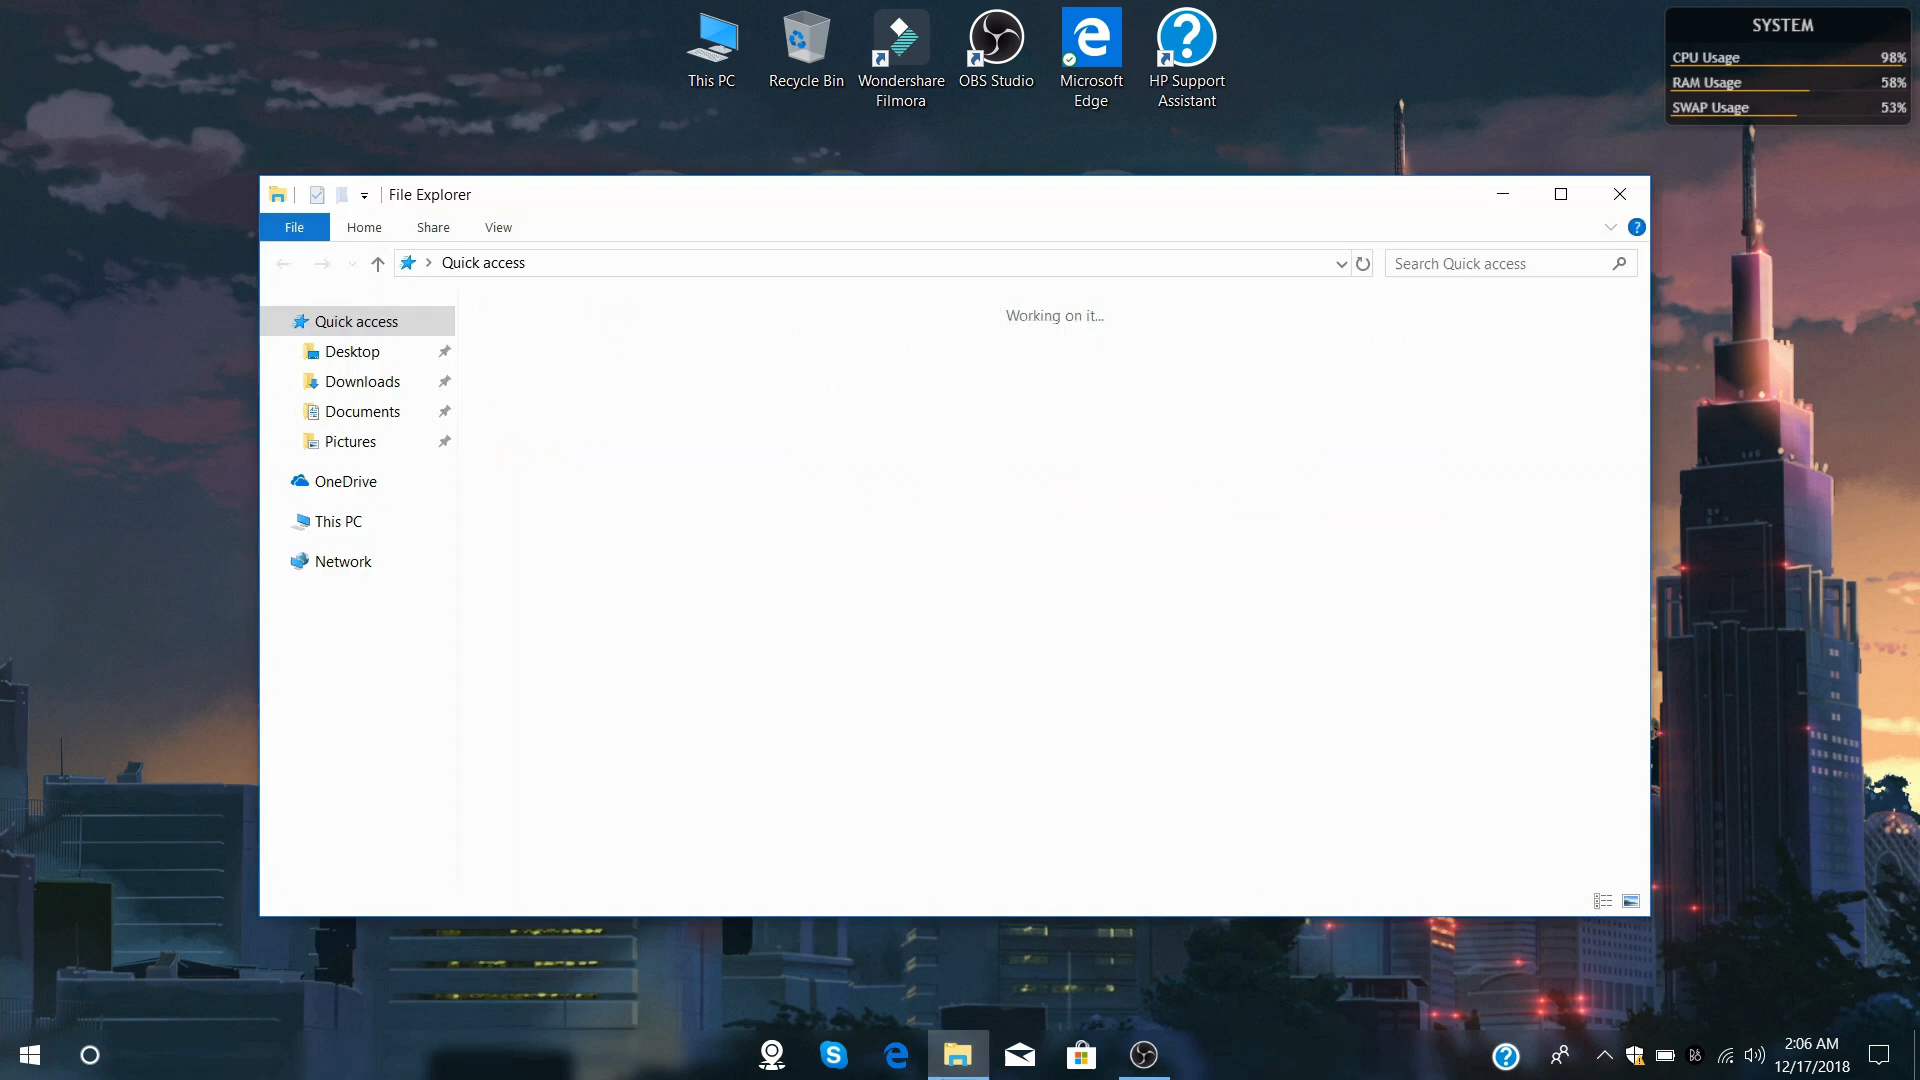 This PC
Recycle Bin
Wondershare
Filmora
OBS Studio
Microsoft
Edge
HP Support
Assistant
SYSTEM
CPU Usage 98%
RAM Usage 58%
SWAP Usage 53%
File Explorer
File Home Share View
Quick access
Search Quick access
Quick access
Desktop
Downloads
Documents
Pictures
OneDrive
This PC
Network
Working on it...
2:06 AM
12/17/2018